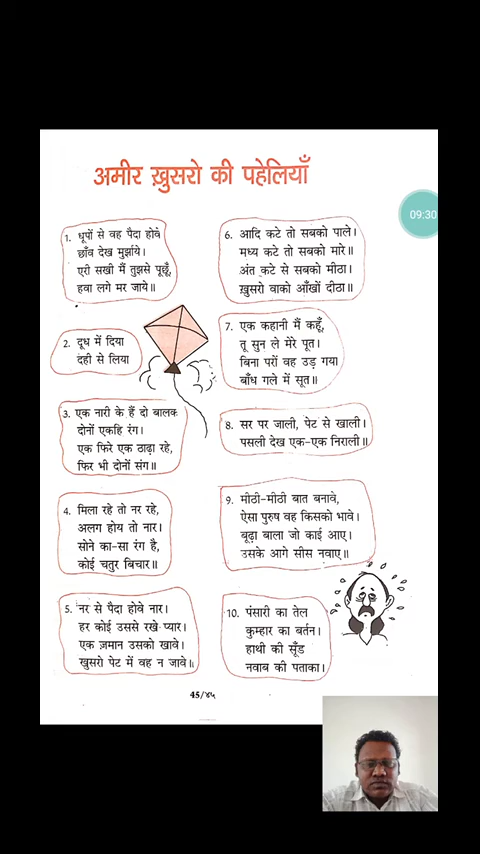 अमीर ख़ुसरो की पहेलियाँ
09:30
1. धूपों से वह पैदा होवे
छाँव देख मुर्झाये।
एरी सखी मैं तुझसे पूछूँ,
हवा लगे मर जाये॥
2. दूध में दिया
दही से लिया
3. एक नारी के हैं दो बालक
दोनों एकहि रंग।
एक फिरे एक ठाढ़ा रहे,
फिर भी दोनों संग॥
4. मिला रहे तो नर रहे,
अलग होय तो नार।
सोने का-सा रंग है,
कोई चतुर बिचार॥
5. नर से पैदा होवे नार।
हर कोई उससे रखे प्यार।
एक ज़मान उसको खावे।
खुसरो पेट में वह न जावे॥
6. आदि कटे तो सबको पाले।
मध्य कटे तो सबको मारे॥
अंत कटे से सबको मीठा।
ख़ुसरो वाको आँखों दीठा॥
7. एक कहानी मैं कहूँ,
तू सुन ले मेरे पूत।
बिना परों वह उड़ गया
बाँध गले में सूत॥
8. सर पर जाली, पेट से खाली।
पसली देख एक-एक निराली॥
9. मीठी-मीठी बात बनावे,
ऐसा पुरुष वह किसको भावे।
बूढ़ा बाला जो काई आए।
उसके आगे सीस नवाए॥
10. पंसारी का तेल
कुम्हार का बर्तन।
हाथी की सूँड
नवाब की पताका।
45/४५